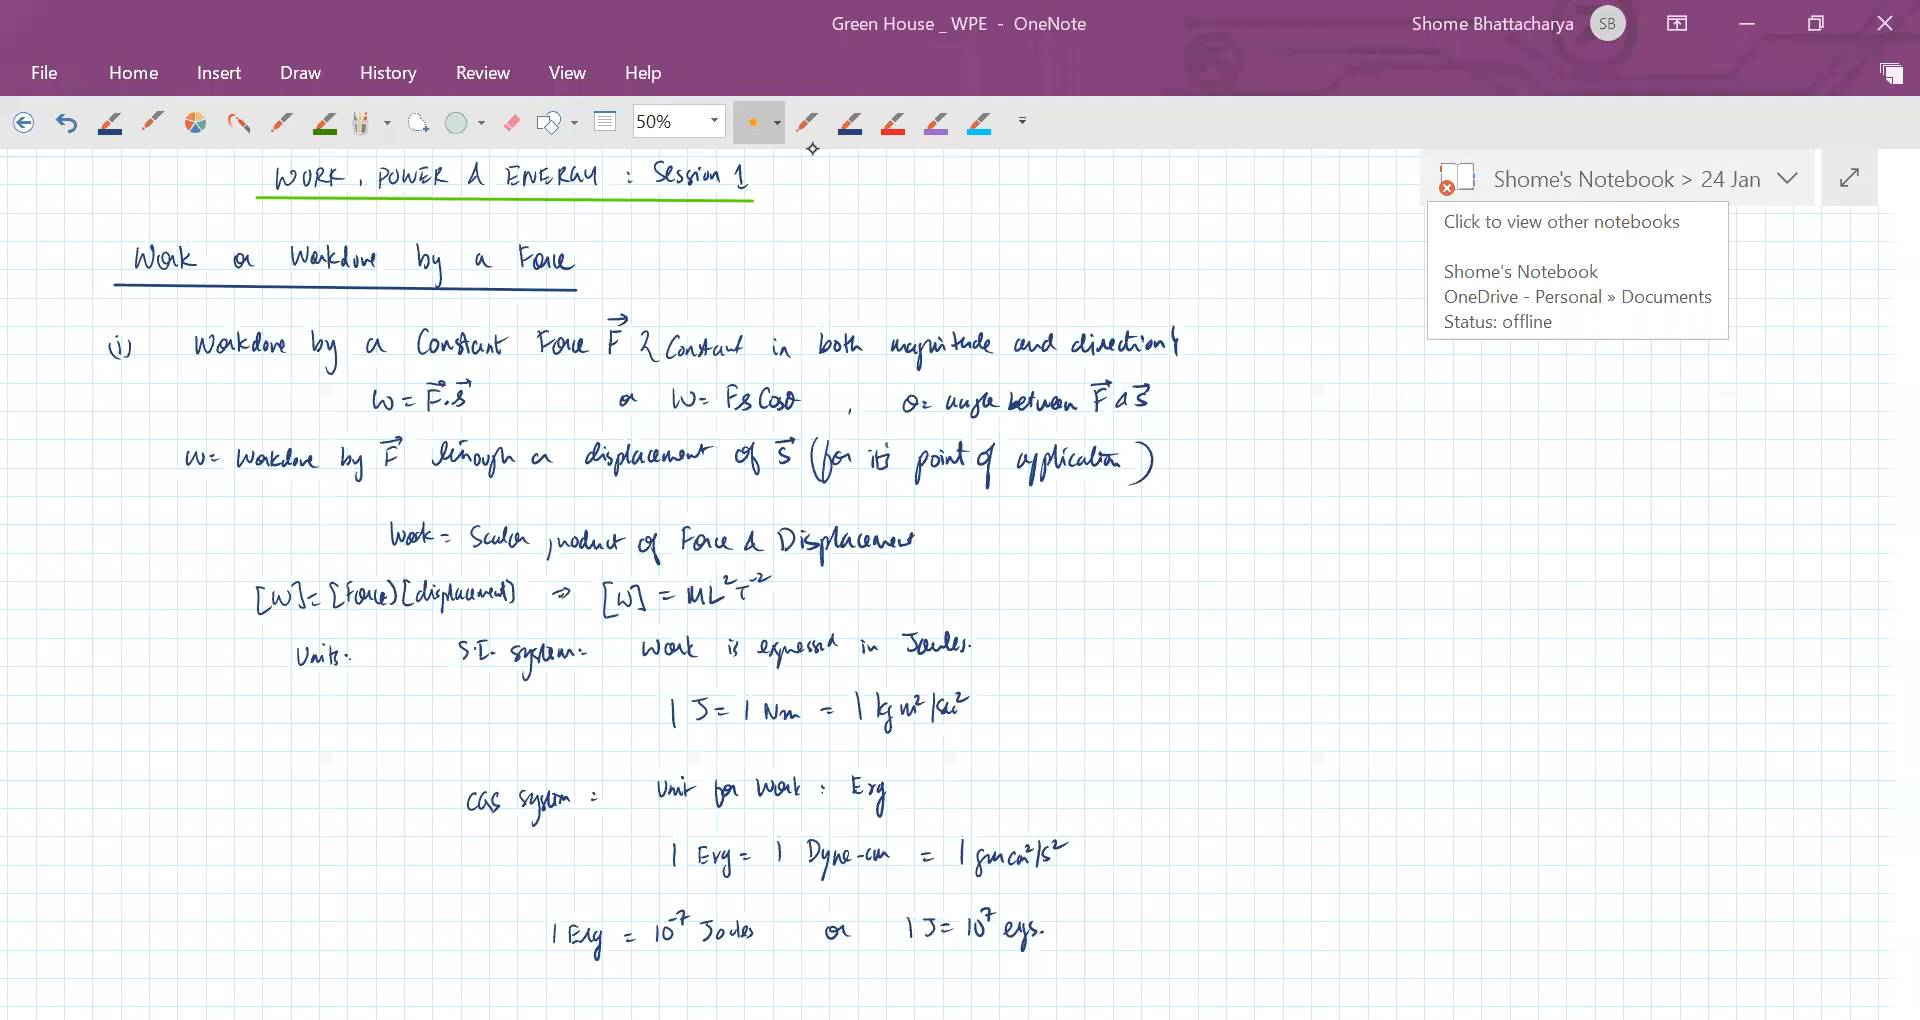 Green House _ WPE - OneNote
Shome Bhattacharya SB
File Home Insert Draw History Review View Help
50%
WORK, POWER & ENERGY : Session 1
Shome's Notebook > 24 Jan
Click to view other notebooks
Shome's Notebook
OneDrive - Personal » Documents
Status: offline
Work or Workdone by a Force
(i) Workdone by a Constant Force F⃗ {Constant in both magnitude and direction}
W = F⃗.s⃗ or W = Fs Cosθ , θ = angle between F⃗ & s⃗
W = Workdone by F⃗ through a displacement of s⃗ (for its point of application)
Work = Scalar product of Force & Displacement
[W] = [Force][displacement] ⇒ [W] = ML²T⁻²
Units: S.I. system: Work is expressed in Joules.
1 J = 1 Nm = 1 kg m²/sec²
CGS system : Unit for Work : Erg
1 Erg = 1 Dyne-cm = 1 gm cm²/s²
1 Erg = 10⁻⁷ Joules or 1 J = 10⁷ ergs.